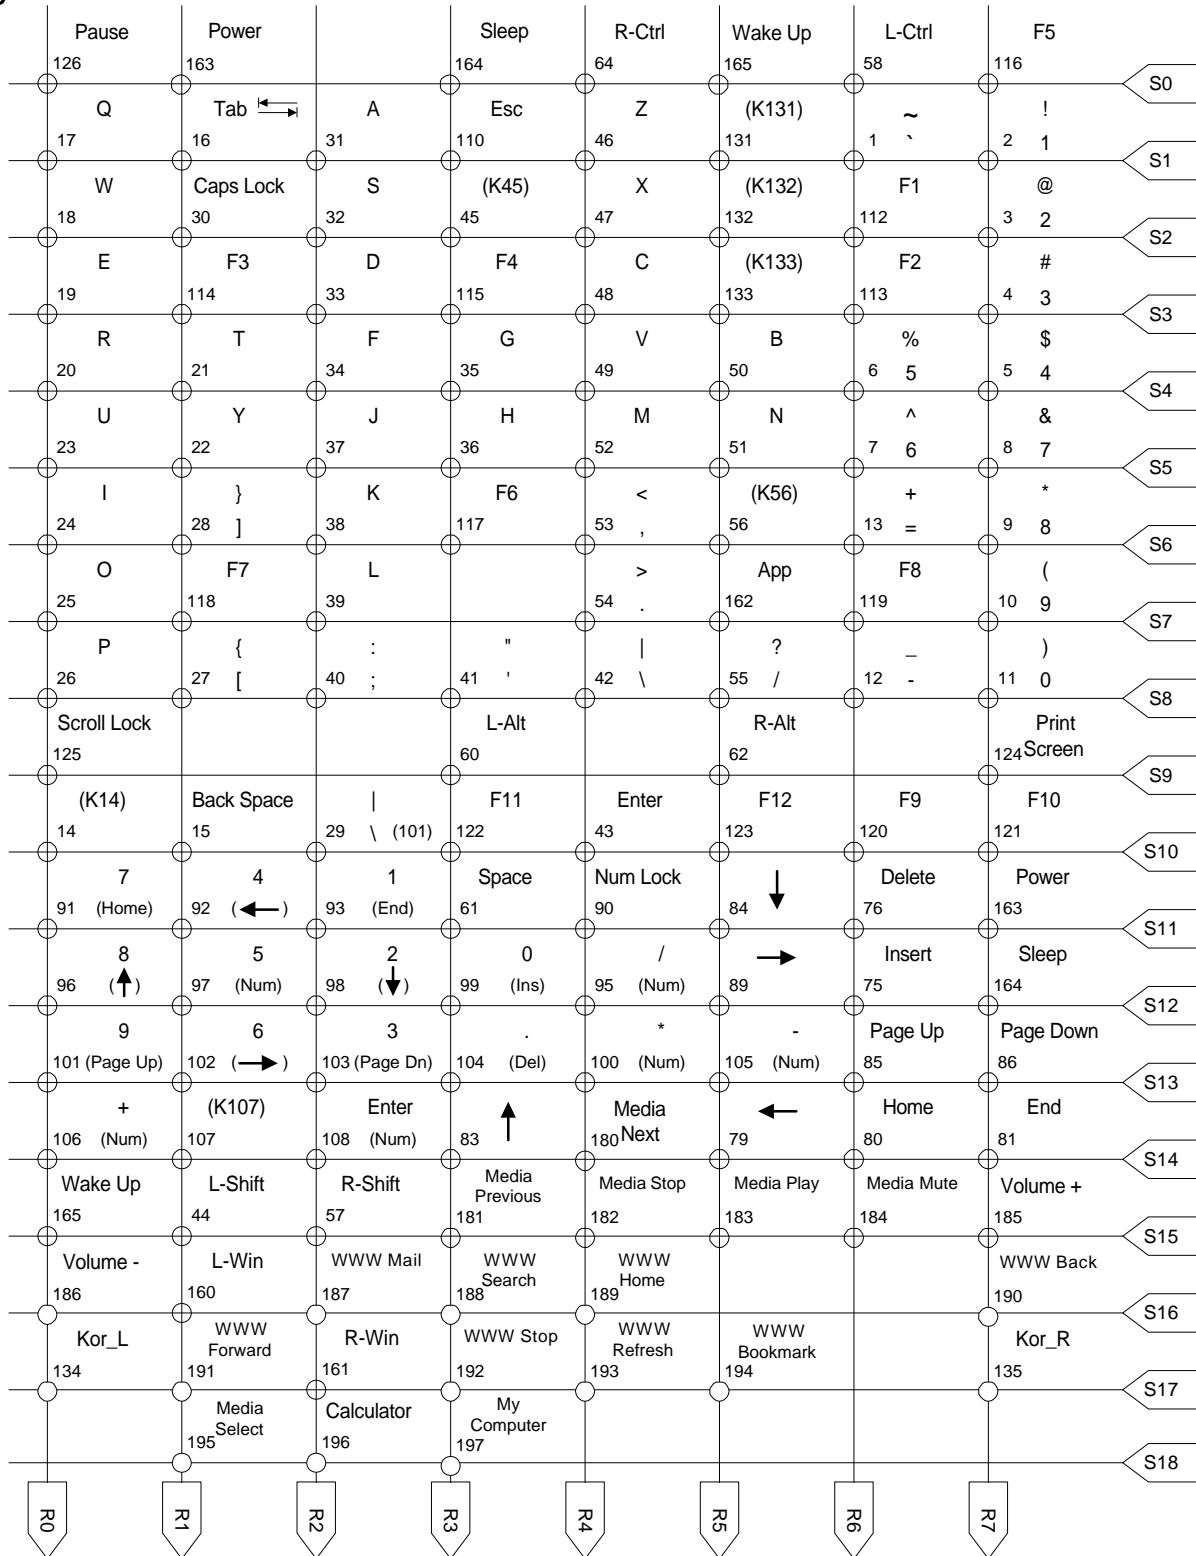 Pause Power Sleep R-Ctrl Wake Up L-Ctrl F5
126 163 164 64 165 58 116
S0
Q Tab A Esc Z (K131) ~ !
17 16 31 110 46 131 1 ` 2 1
S1
W Caps Lock S (K45) X (K132) F1 @
18 30 32 45 47 132 112 3 2
S2
E F3 D F4 C (K133) F2 #
19 114 33 115 48 133 113 4 3
S3
R T F G V B % $
20 21 34 35 49 50 6 5 5 4
S4
U Y J H M N ^ &
23 22 37 36 52 51 7 6 8 7
S5
I } K F6 < (K56) + *
24 28 ] 38 117 53 , 56 13 = 9 8
S6
O F7 L > App F8 (
25 118 39 54 . 162 119 10 9
S7
P { : " | ? _ )
26 27 [ 40 ; 41 ' 42 \ 55 / 12 - 11 0
S8
Scroll Lock L-Alt R-Alt Print
125 60 62 124 Screen
S9
(K14) Back Space | F11 Enter F12 F9 F10
14 15 29 \ (101) 122 43 123 120 121
S10
7 4 1 Space Num Lock Delete Power
91 (Home) 92 (←) 93 (End) 61 90 84 ↓ 76 163
S11
8 5 2 0 / → Insert Sleep
96 (↑) 97 (Num) 98 (↓) 99 (Ins) 95 (Num) 89 75 164
S12
9 6 3 . * - Page Up Page Down
101 (Page Up) 102 (→) 103 (Page Dn) 104 (Del) 100 (Num) 105 (Num) 85 86
S13
+ (K107) Enter ↑ Media ← Home End
106 (Num) 107 108 (Num) 83 180 Next 79 80 81
S14
Wake Up L-Shift R-Shift Media Media Stop Media Play Media Mute Volume +
Previous
165 44 57 181 182 183 184 185
S15
Volume - L-Win WWW Mail WWW WWW WWW Back
Search Home
186 160 187 188 189 190
S16
Kor_L WWW R-Win WWW Stop WWW WWW Kor_R
Forward Refresh Bookmark
134 191 161 192 193 194 135
S17
Media Calculator My
Select Computer
195 196 197
S18
R0 R1 R2 R3 R4 R5 R6 R7